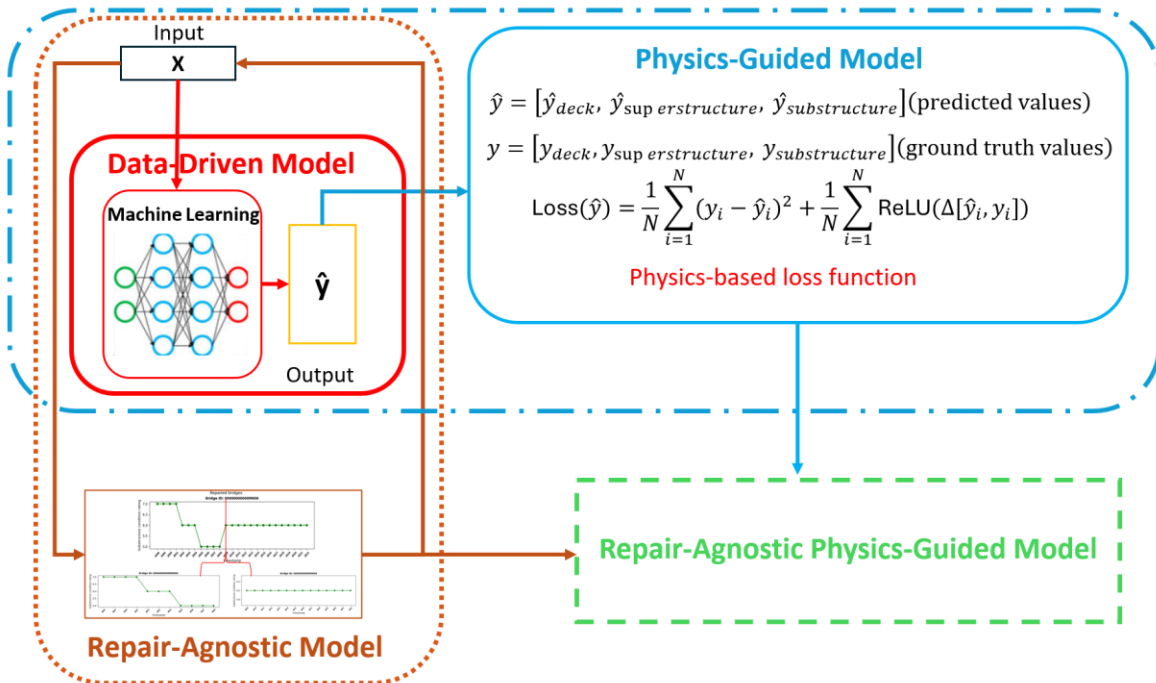 Input
X
Data-Driven Model
Machine Learning
ŷ
Output
Physics-Guided Model
ŷ = [ŷ_deck, ŷ_sup erstructure, ŷ_substructure](predicted values)
y = [y_deck, y_sup erstructure, y_substructure](ground truth values)
Loss(ŷ) = 1/N ∑_{i=1}^{N} (y_i − ŷ_i)² + 1/N ∑_{i=1}^{N} ReLU(Δ[ŷ_i, y_i])
Physics-based loss function
Repaired bridges
Repair-Agnostic Model
Repair-Agnostic Physics-Guided Model